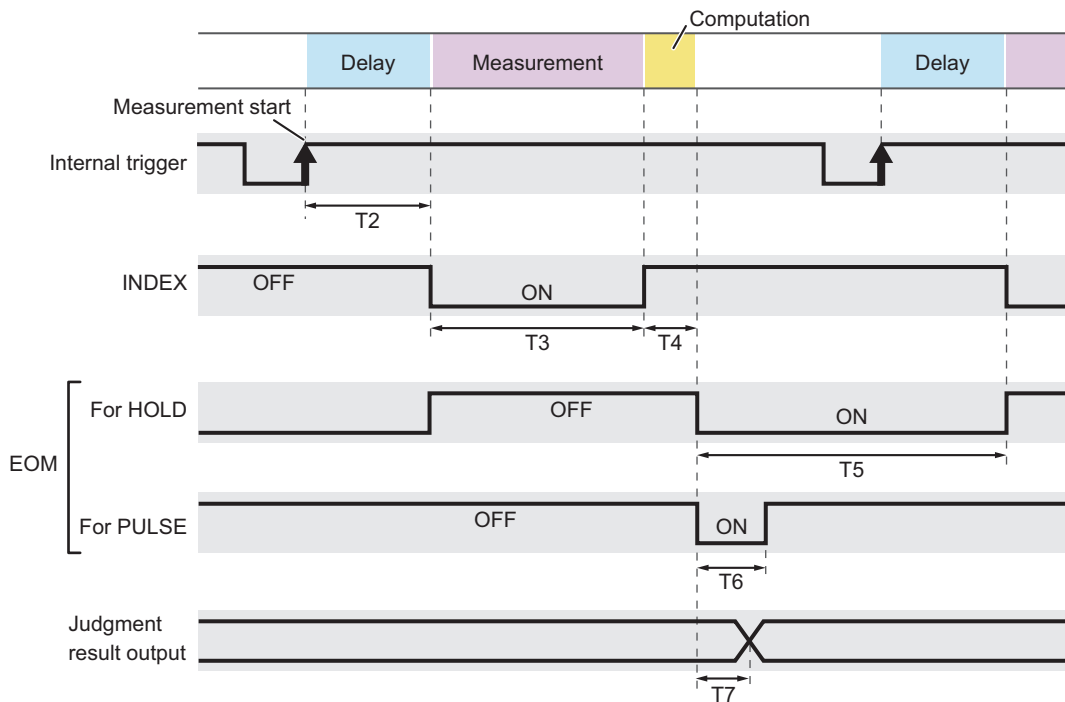 Computation
Delay
Measurement
Delay
Measurement start
Internal trigger
T2
INDEX
OFF
ON
T3
T4
EOM
For HOLD
OFF
ON
T5
For PULSE
OFF
ON
T6
Judgment
result output
T7